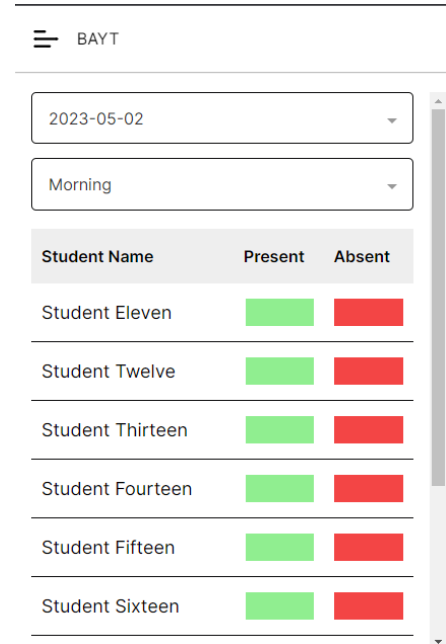 BAYT
2023-05-02
Morning
Student Name Present Absent
Student Eleven
Student Twelve
Student Thirteen
Student Fourteen
Student Fifteen
Student Sixteen